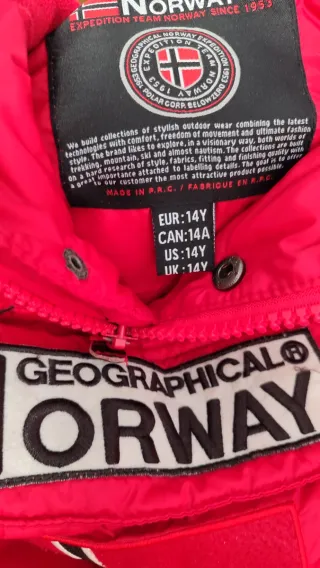 NORWAY
EXPEDITION TEAM NORWAY SINCE 1953
GEOGRAPHICAL NORWAY EXPEDITION
EXPEDITION TEAM
NORWAY
1953
POLAR CORP. BELOWZERO
We build collections of stylish outdoor wear combining the latest
technologies with comfort, freedom of movement and ultimate fashion
style. The brand likes to explore, in a visionary way, both worlds of
trekking, mountain, ski and almost nautism. The collections are built
on a hard research of style, fabrics, fitting and finishing quality with
a great importance attached to labelling details. The goal is to offer
to our customer the most attractive product possible.
MADE IN P.R.C. / FABRIQUE EN R.P.C.
EUR:14Y
CAN:14A
US:14Y
UK:14Y
GEOGRAPHICAL®
ORWAY